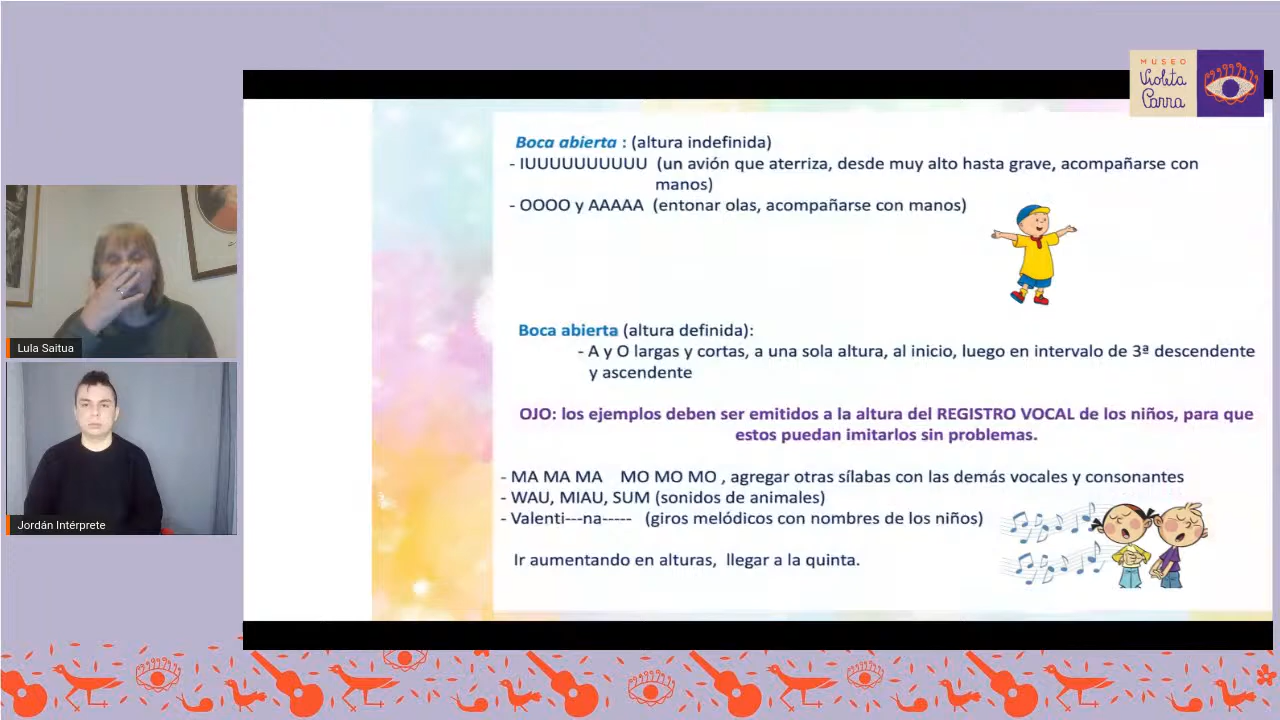 MUSEO
Violeta
Parra
Boca abierta : (altura indefinida)
- IUUUUUUUUUU (un avión que aterriza, desde muy alto hasta grave, acompañarse con
manos)
- OOOO y AAAAA (entonar olas, acompañarse con manos)
Boca abierta (altura definida):
- A y O largas y cortas, a una sola altura, al inicio, luego en intervalo de 3ª descendente
y ascendente
OJO: los ejemplos deben ser emitidos a la altura del REGISTRO VOCAL de los niños, para que
estos puedan imitarlos sin problemas.
- MA MA MA MO MO MO , agregar otras sílabas con las demás vocales y consonantes
- WAU, MIAU, SUM (sonidos de animales)
- Valenti---na----- (giros melódicos con nombres de los niños)
Ir aumentando en alturas, llegar a la quinta.
Lula Saitua
Jordán Intérprete